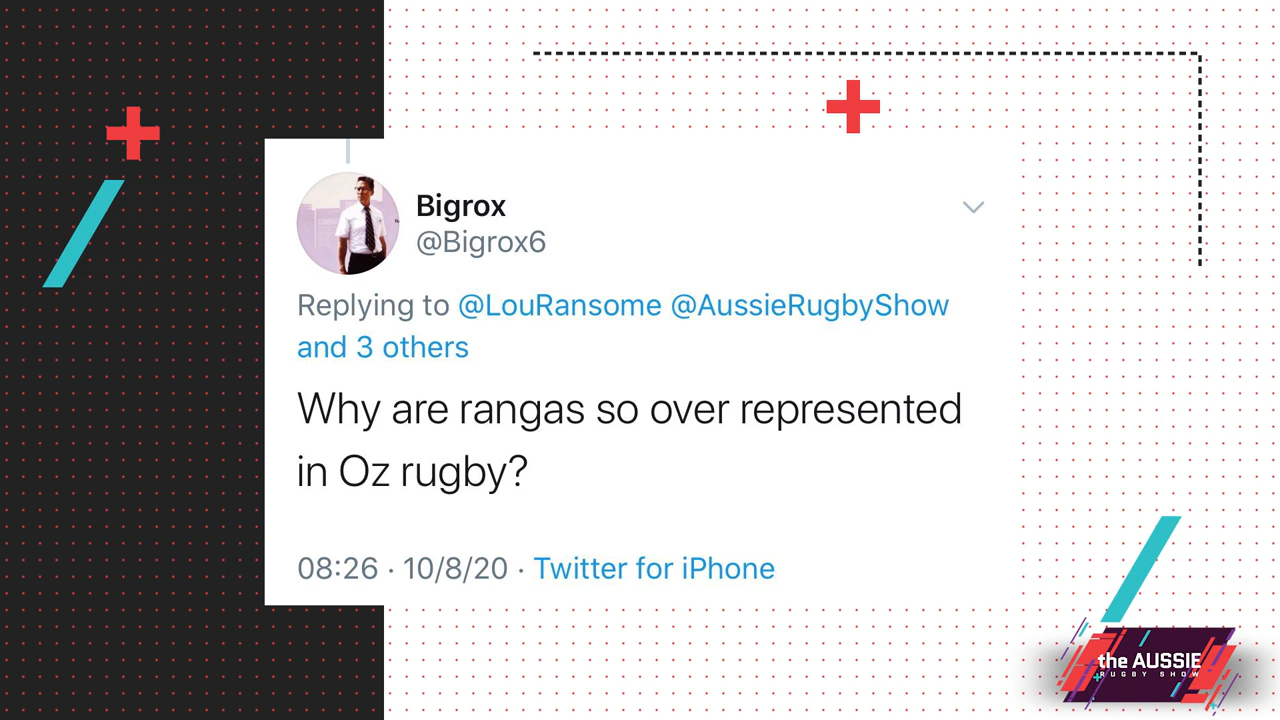 Bigrox
@Bigrox6
Replying to @LouRansome @AussieRugbyShow
and 3 others
Why are rangas so over represented
in Oz rugby?
08:26 · 10/8/20 · Twitter for iPhone
the AUSSIE
RUGBY SHOW